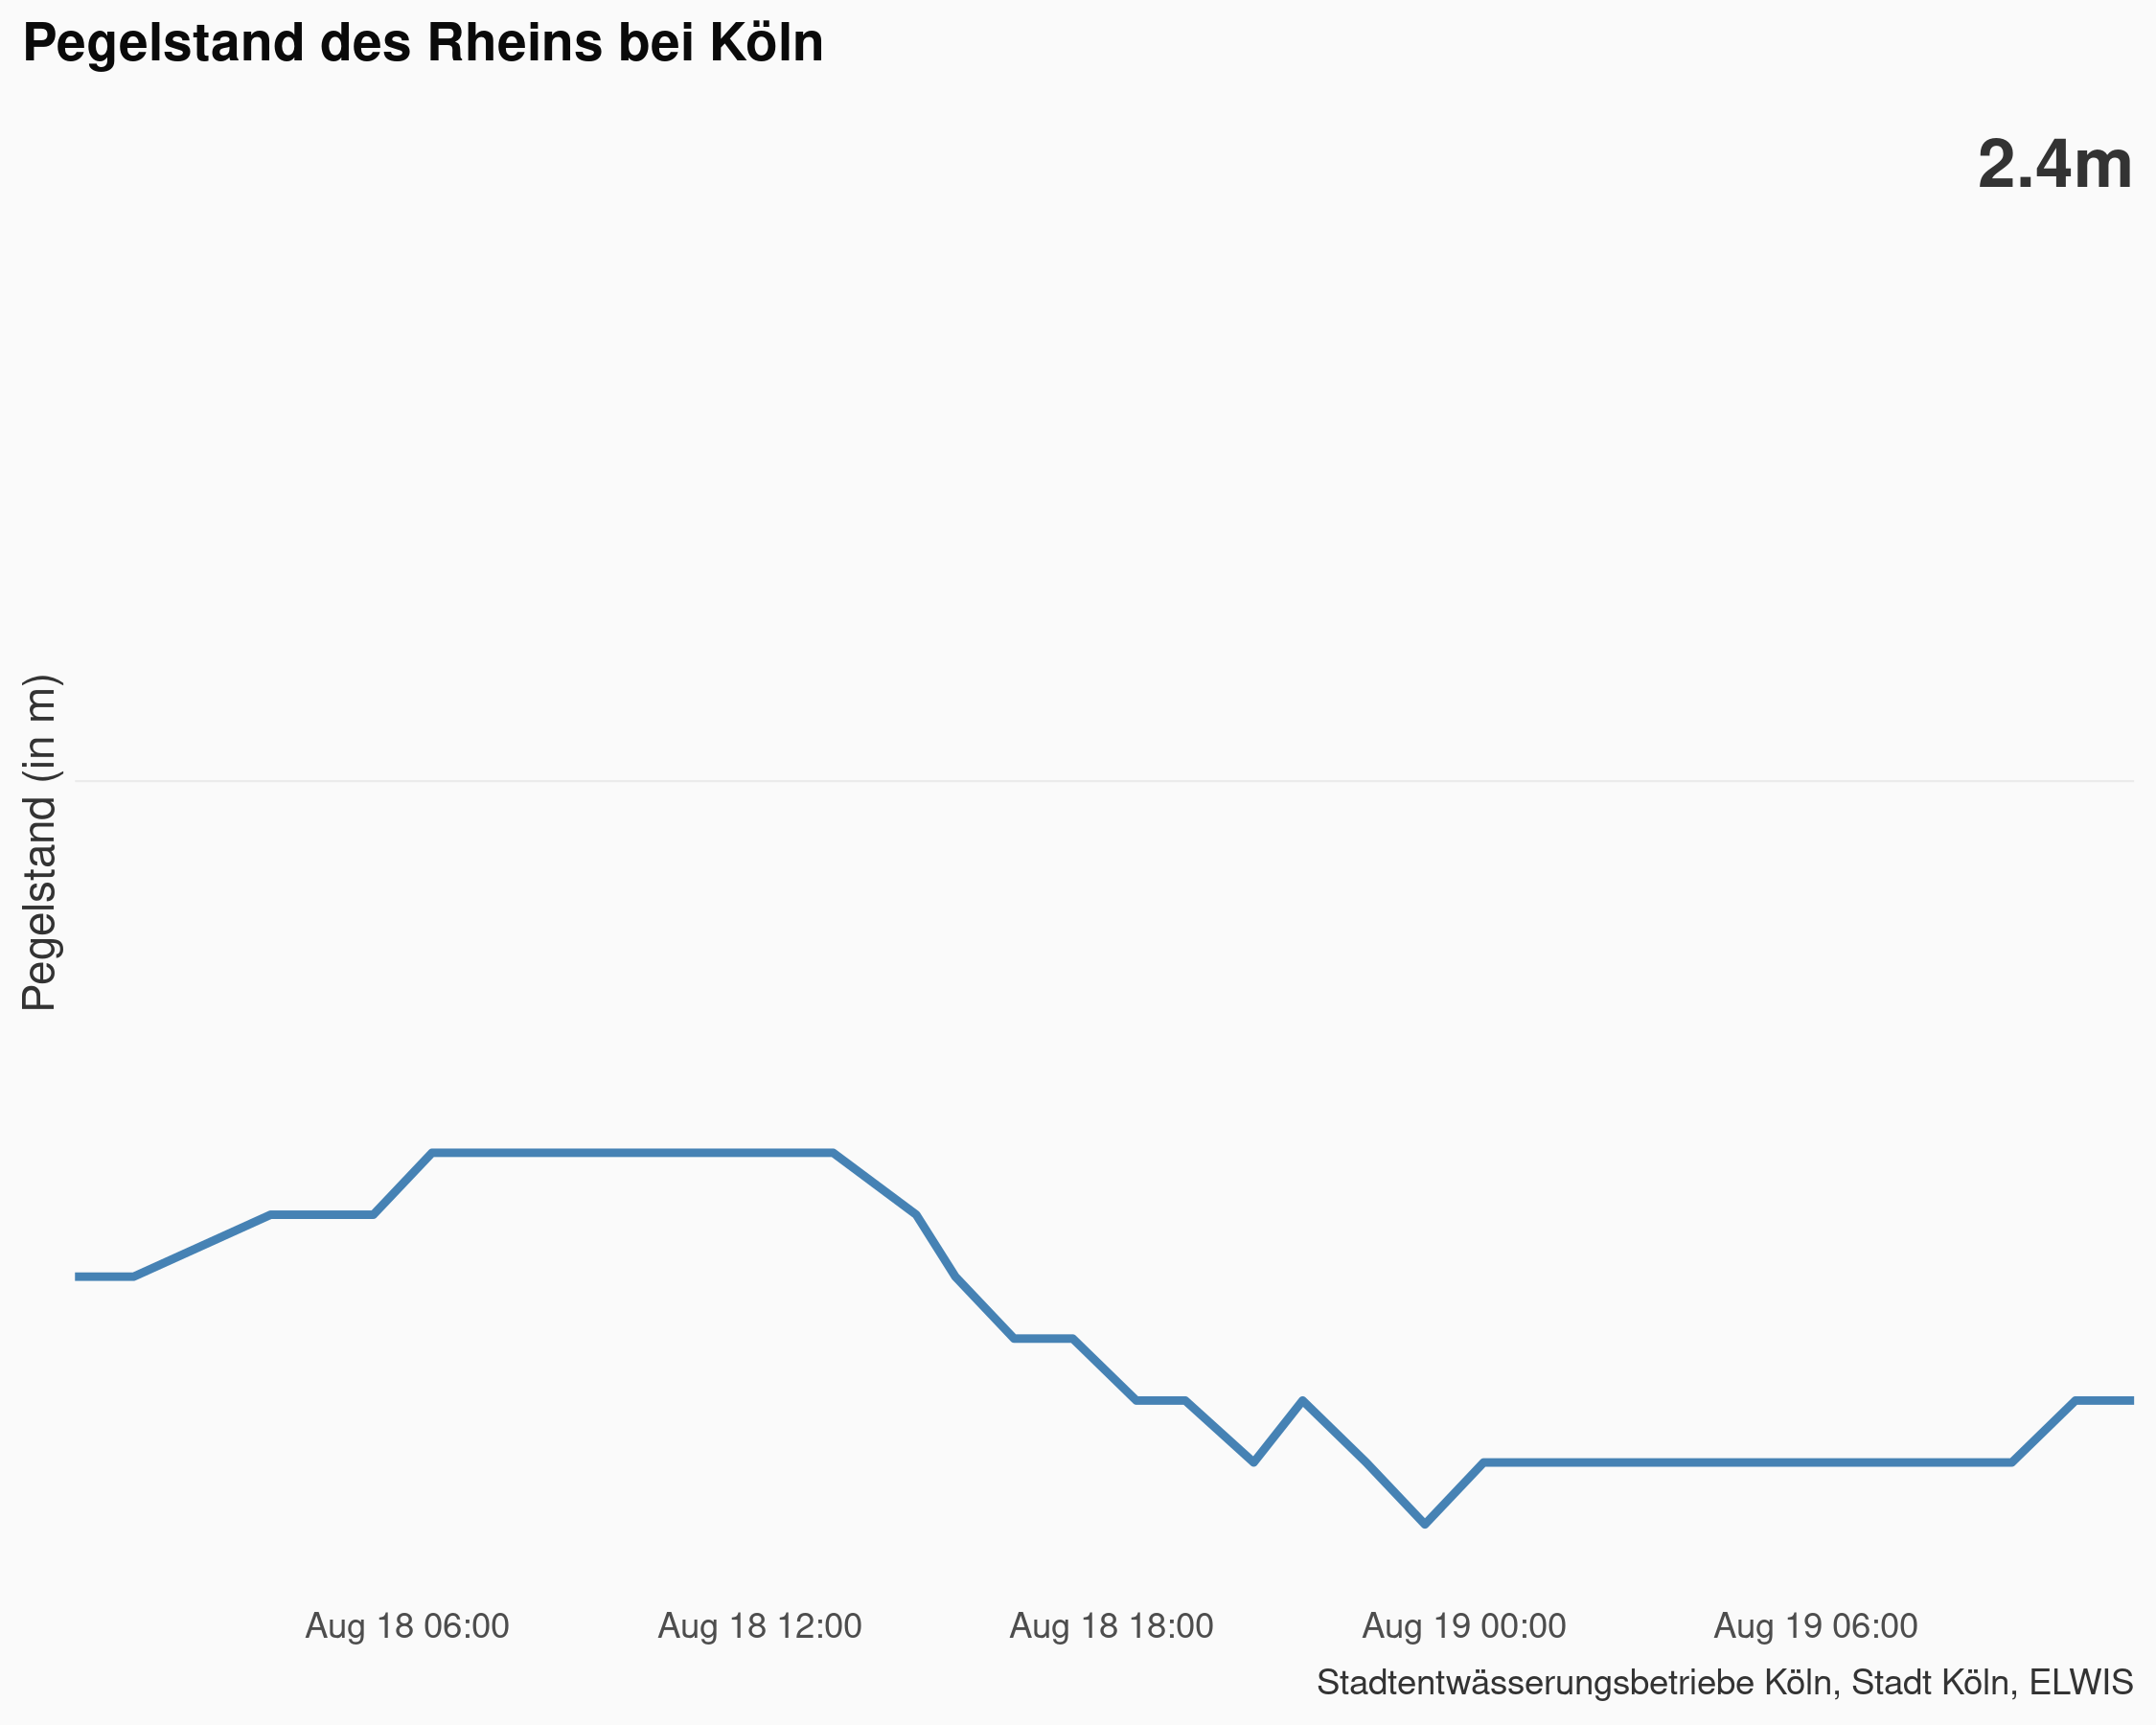 Pegelstand des Rheins bei Köln
2.4m
Pegelstand (in m)
Aug 18 06:00 Aug 18 12:00 Aug 18 18:00 Aug 19 00:00 Aug 19 06:00
Stadtentwässerungsbetriebe Köln, Stadt Köln, ELWIS